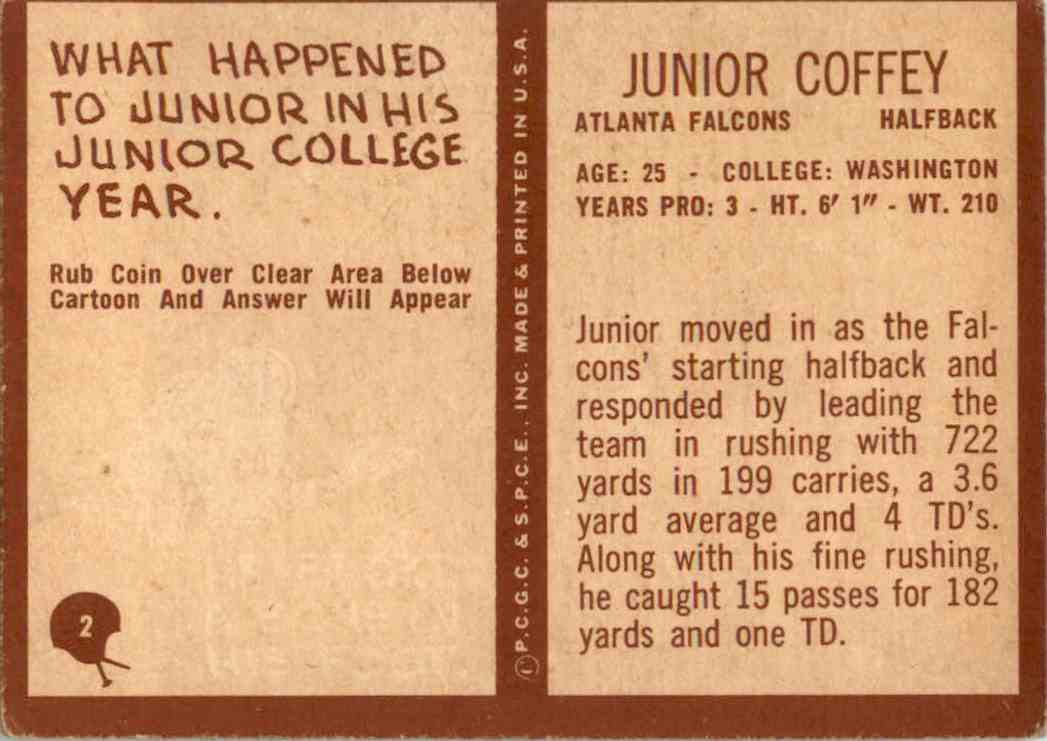 WHAT HAPPENED
TO JUNIOR IN HIS
JUNIOR COLLEGE
YEAR.
Rub Coin Over Clear Area Below
Cartoon And Answer Will Appear
2
©P.C.G.C. & S.P.C.E., INC. MADE & PRINTED IN U.S.A.
JUNIOR COFFEY
ATLANTA FALCONS HALFBACK
AGE: 25 - COLLEGE: WASHINGTON
YEARS PRO: 3 - HT. 6' 1" - WT. 210
Junior moved in as the Fal-
cons' starting halfback and
responded by leading the
team in rushing with 722
yards in 199 carries, a 3.6
yard average and 4 TD's.
Along with his fine rushing,
he caught 15 passes for 182
yards and one TD.